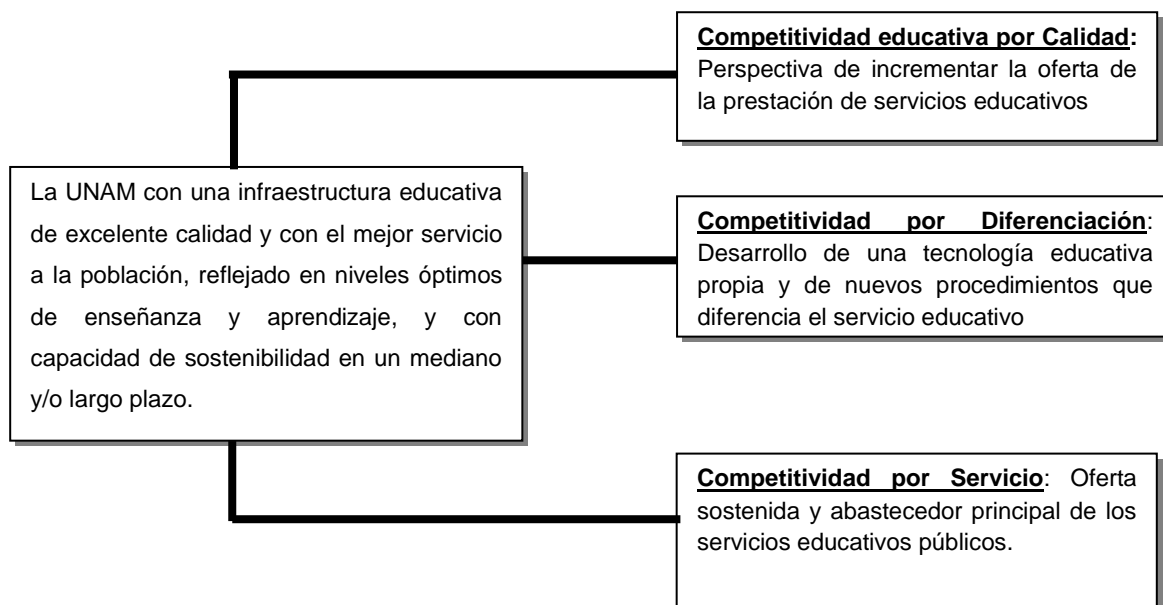 Competitividad educativa por Calidad:
Perspectiva de incrementar la oferta de
la prestación de servicios educativos
La UNAM con una infraestructura educativa
de excelente calidad y con el mejor servicio
a la población, reflejado en niveles óptimos
de enseñanza y aprendizaje, y con
capacidad de sostenibilidad en un mediano
y/o largo plazo.
Competitividad por Diferenciación:
Desarrollo de una tecnología educativa
propia y de nuevos procedimientos que
diferencia el servicio educativo
Competitividad por Servicio: Oferta
sostenida y abastecedor principal de los
servicios educativos públicos.